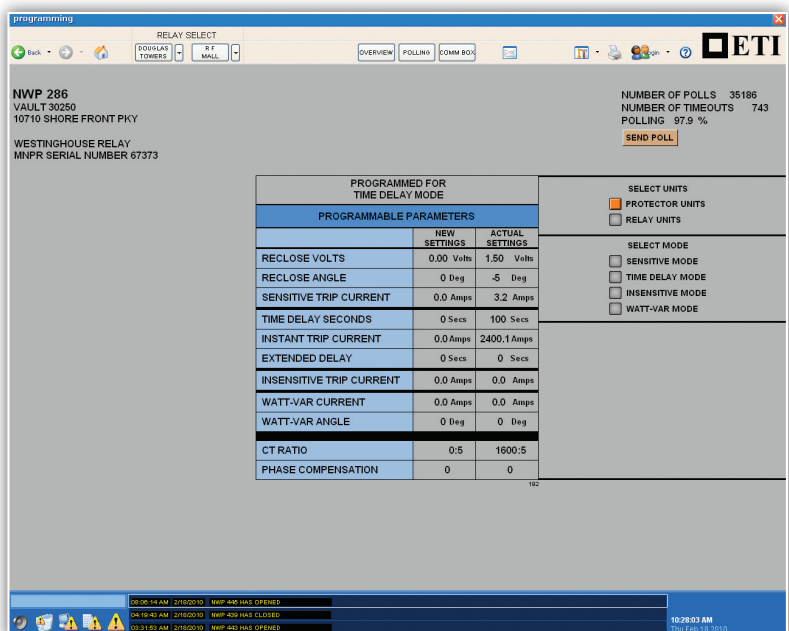 programming
RELAY SELECT
Back
DOUGLAS TOWERS
R F MALL
OVERVIEW
POLLING
COMM BOX
ETI
NWP 286
VAULT 30250
10710 SHORE FRONT PKY
WESTINGHOUSE RELAY
MNPR SERIAL NUMBER 67373
NUMBER OF POLLS 35186
NUMBER OF TIMEOUTS 743
POLLING 97.9 %
SEND POLL
PROGRAMMED FOR
TIME DELAY MODE
PROGRAMMABLE PARAMETERS
NEW SETTINGS ACTUAL SETTINGS
RECLOSE VOLTS 0.00 Volts 1.50 Volts
RECLOSE ANGLE 0 Deg -5 Deg
SENSITIVE TRIP CURRENT 0.0 Amps 3.2 Amps
TIME DELAY SECONDS 0 Secs 100 Secs
INSTANT TRIP CURRENT 0.0 Amps 2400.1 Amps
EXTENDED DELAY 0 Secs 0 Secs
INSENSITIVE TRIP CURRENT 0.0 Amps 0.0 Amps
WATT-VAR CURRENT 0.0 Amps 0.0 Amps
WATT-VAR ANGLE 0 Deg 0 Deg
CT RATIO 0:5 1600:5
PHASE COMPENSATION 0 0
192
SELECT UNITS
PROTECTOR UNITS
RELAY UNITS
SELECT MODE
SENSITIVE MODE
TIME DELAY MODE
INSENSITIVE MODE
WATT-VAR MODE
08:06:14 AM 2/18/2010 NWP 445 HAS OPENED
04:19:43 AM 2/18/2010 NWP 439 HAS CLOSED
03:31:53 AM 2/18/2010 NWP 443 HAS OPENED
10:28:03 AM
Thu Feb 18 2010